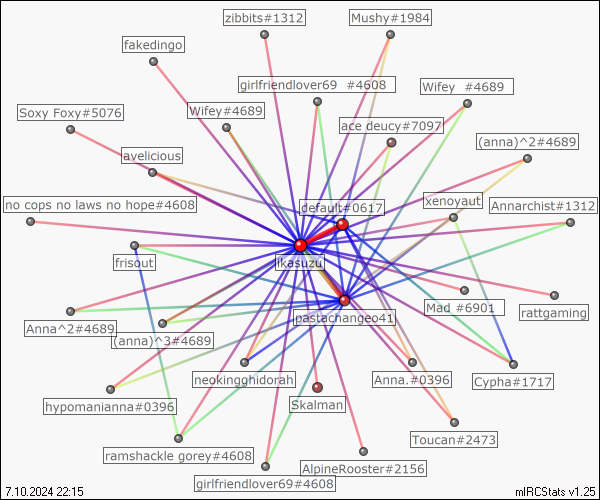 zibbits#1312
Mushy#1984
fakedingo
girlfriendlover69 #4608
Wifey #4689
Soxy Foxy#5076
Wifey#4689
ace deucy#7097
(anna)^2#4689
avelicious
xenoyaut
no cops no laws no hope#4608
default#0617
Annarchist#1312
frisout
ikasuzu
Mad #6901
rattgaming
pastachangeo41
Anna^2#4689
(anna)^3#4689
neokingghidorah
Anna.#0396
Cypha#1717
hypomanianna#0396
Skalman
Toucan#2473
ramshackle gorey#4608
AlpineRooster#2156
girlfriendlover69#4608
7.10.2024 22:15
mIRCStats v1.25